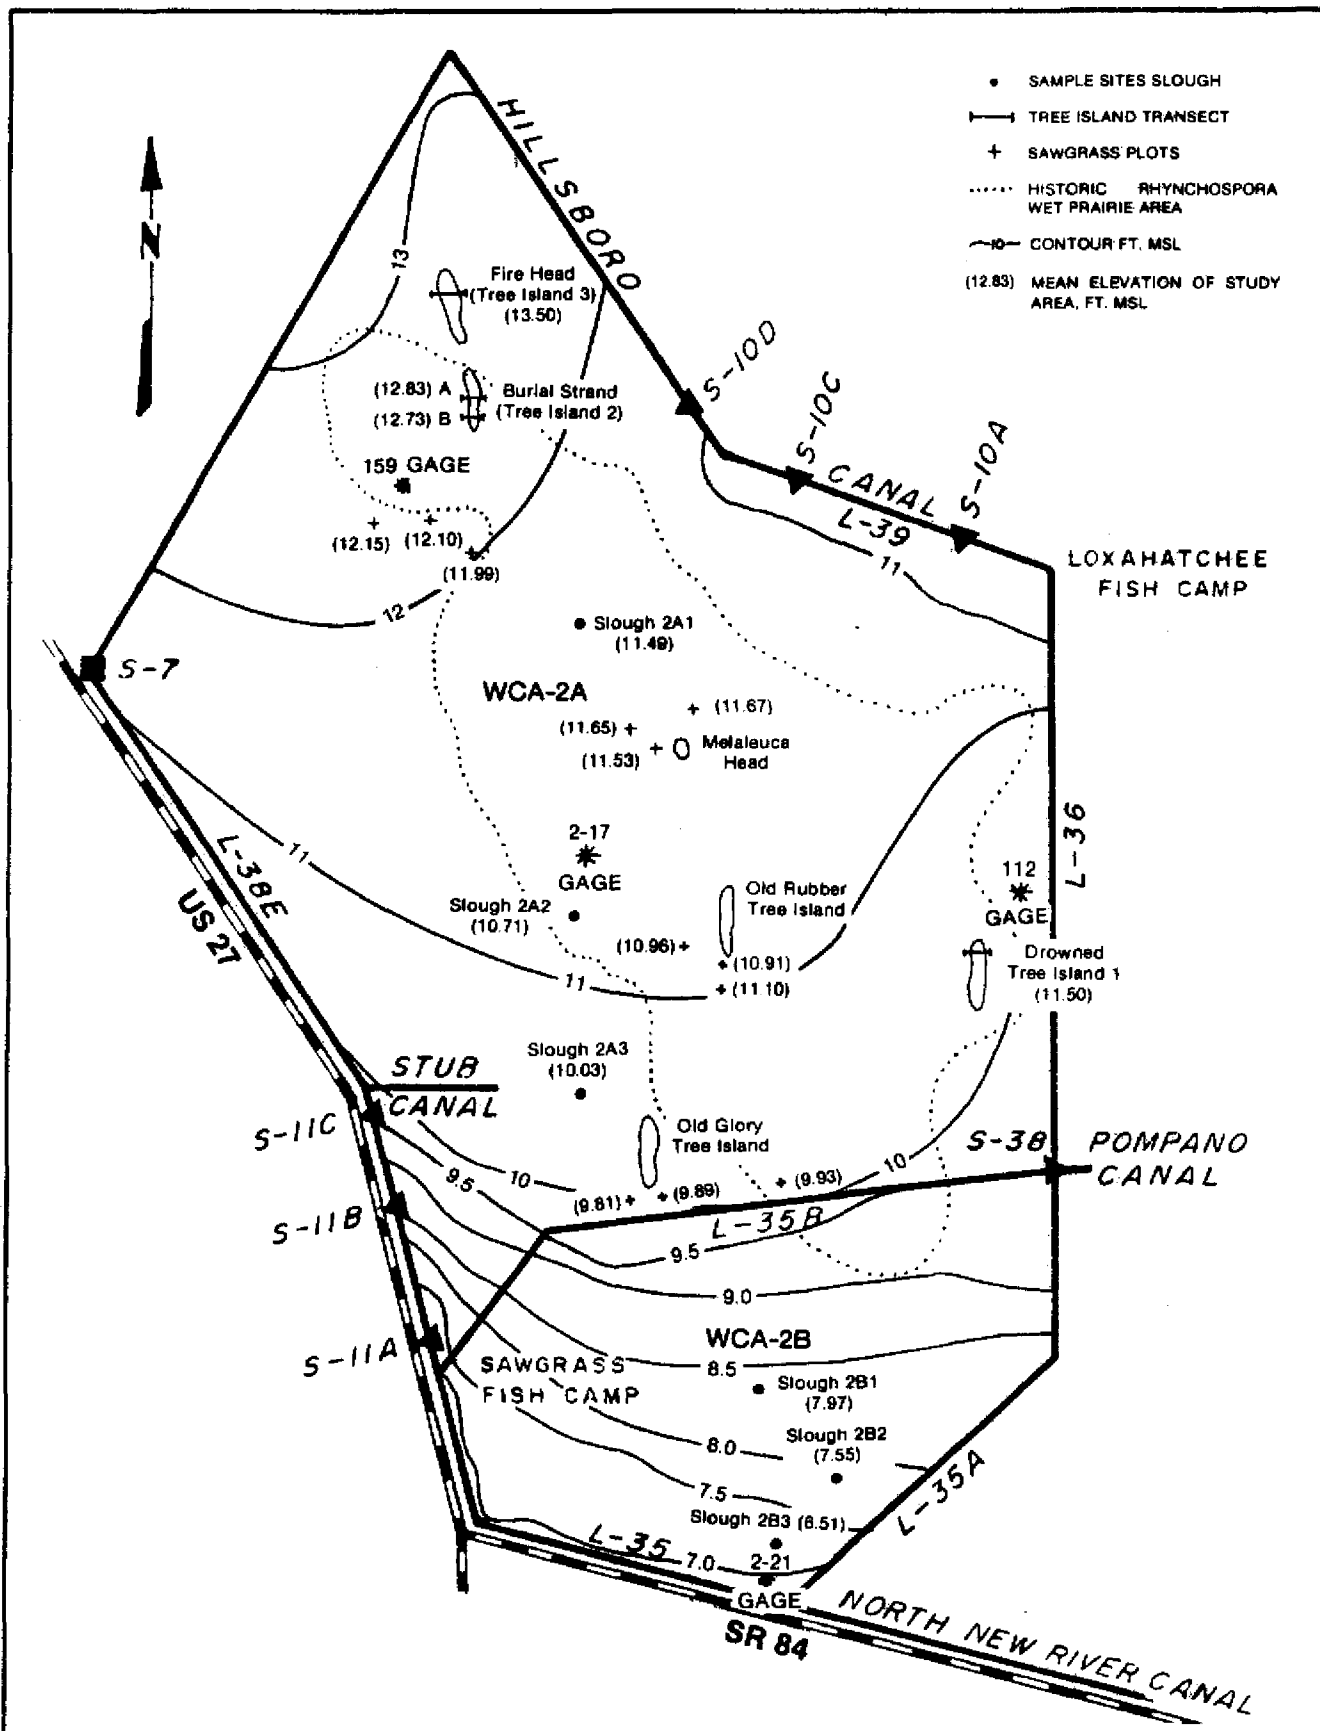 SAMPLE SITES SLOUGH
TREE ISLAND TRANSECT
SAWGRASS PLOTS
HISTORIC RHYNCHOSPORA
WET PRAIRIE AREA
10 CONTOUR FT. MSL
(12.83) MEAN ELEVATION OF STUDY
AREA, FT. MSL
N
HILLSBORO
13
Fire Head
(Tree Island 3)
(13.50)
(12.83) A
(12.73) B
Burial Strand
(Tree Island 2)
S-10D
S-10C
S-10A
CANAL
L-39
159 GAGE
(12.15)
(12.10)
(11.99)
11
LOXAHATCHEE
FISH CAMP
12
Slough 2A1
(11.49)
S-7
WCA-2A
(11.67)
(11.65)
(11.53)
Melaleuca
Head
L-36
2-17
GAGE
11
L-38E
US 27
112
GAGE
Old Rubber
Tree Island
Slough 2A2
(10.71)
(10.96)
(10.91)
(11.10)
11
Drowned
Tree Island 1
(11.50)
Slough 2A3
(10.03)
STUB
CANAL
S-11C
Old Glory
Tree Island
S-38
POMPANO
CANAL
10
9.5
10
(9.81)
(9.89)
(9.93)
L-35B
S-11B
9.5
9.0
WCA-2B
S-11A
8.5
SAWGRASS
FISH CAMP
Slough 2B1
(7.97)
Slough 2B2
(7.55)
8.0
7.5
L-35A
Slough 2B3 (6.51)
L-35
7.0
2-21
GAGE
SR 84
NORTH NEW RIVER CANAL